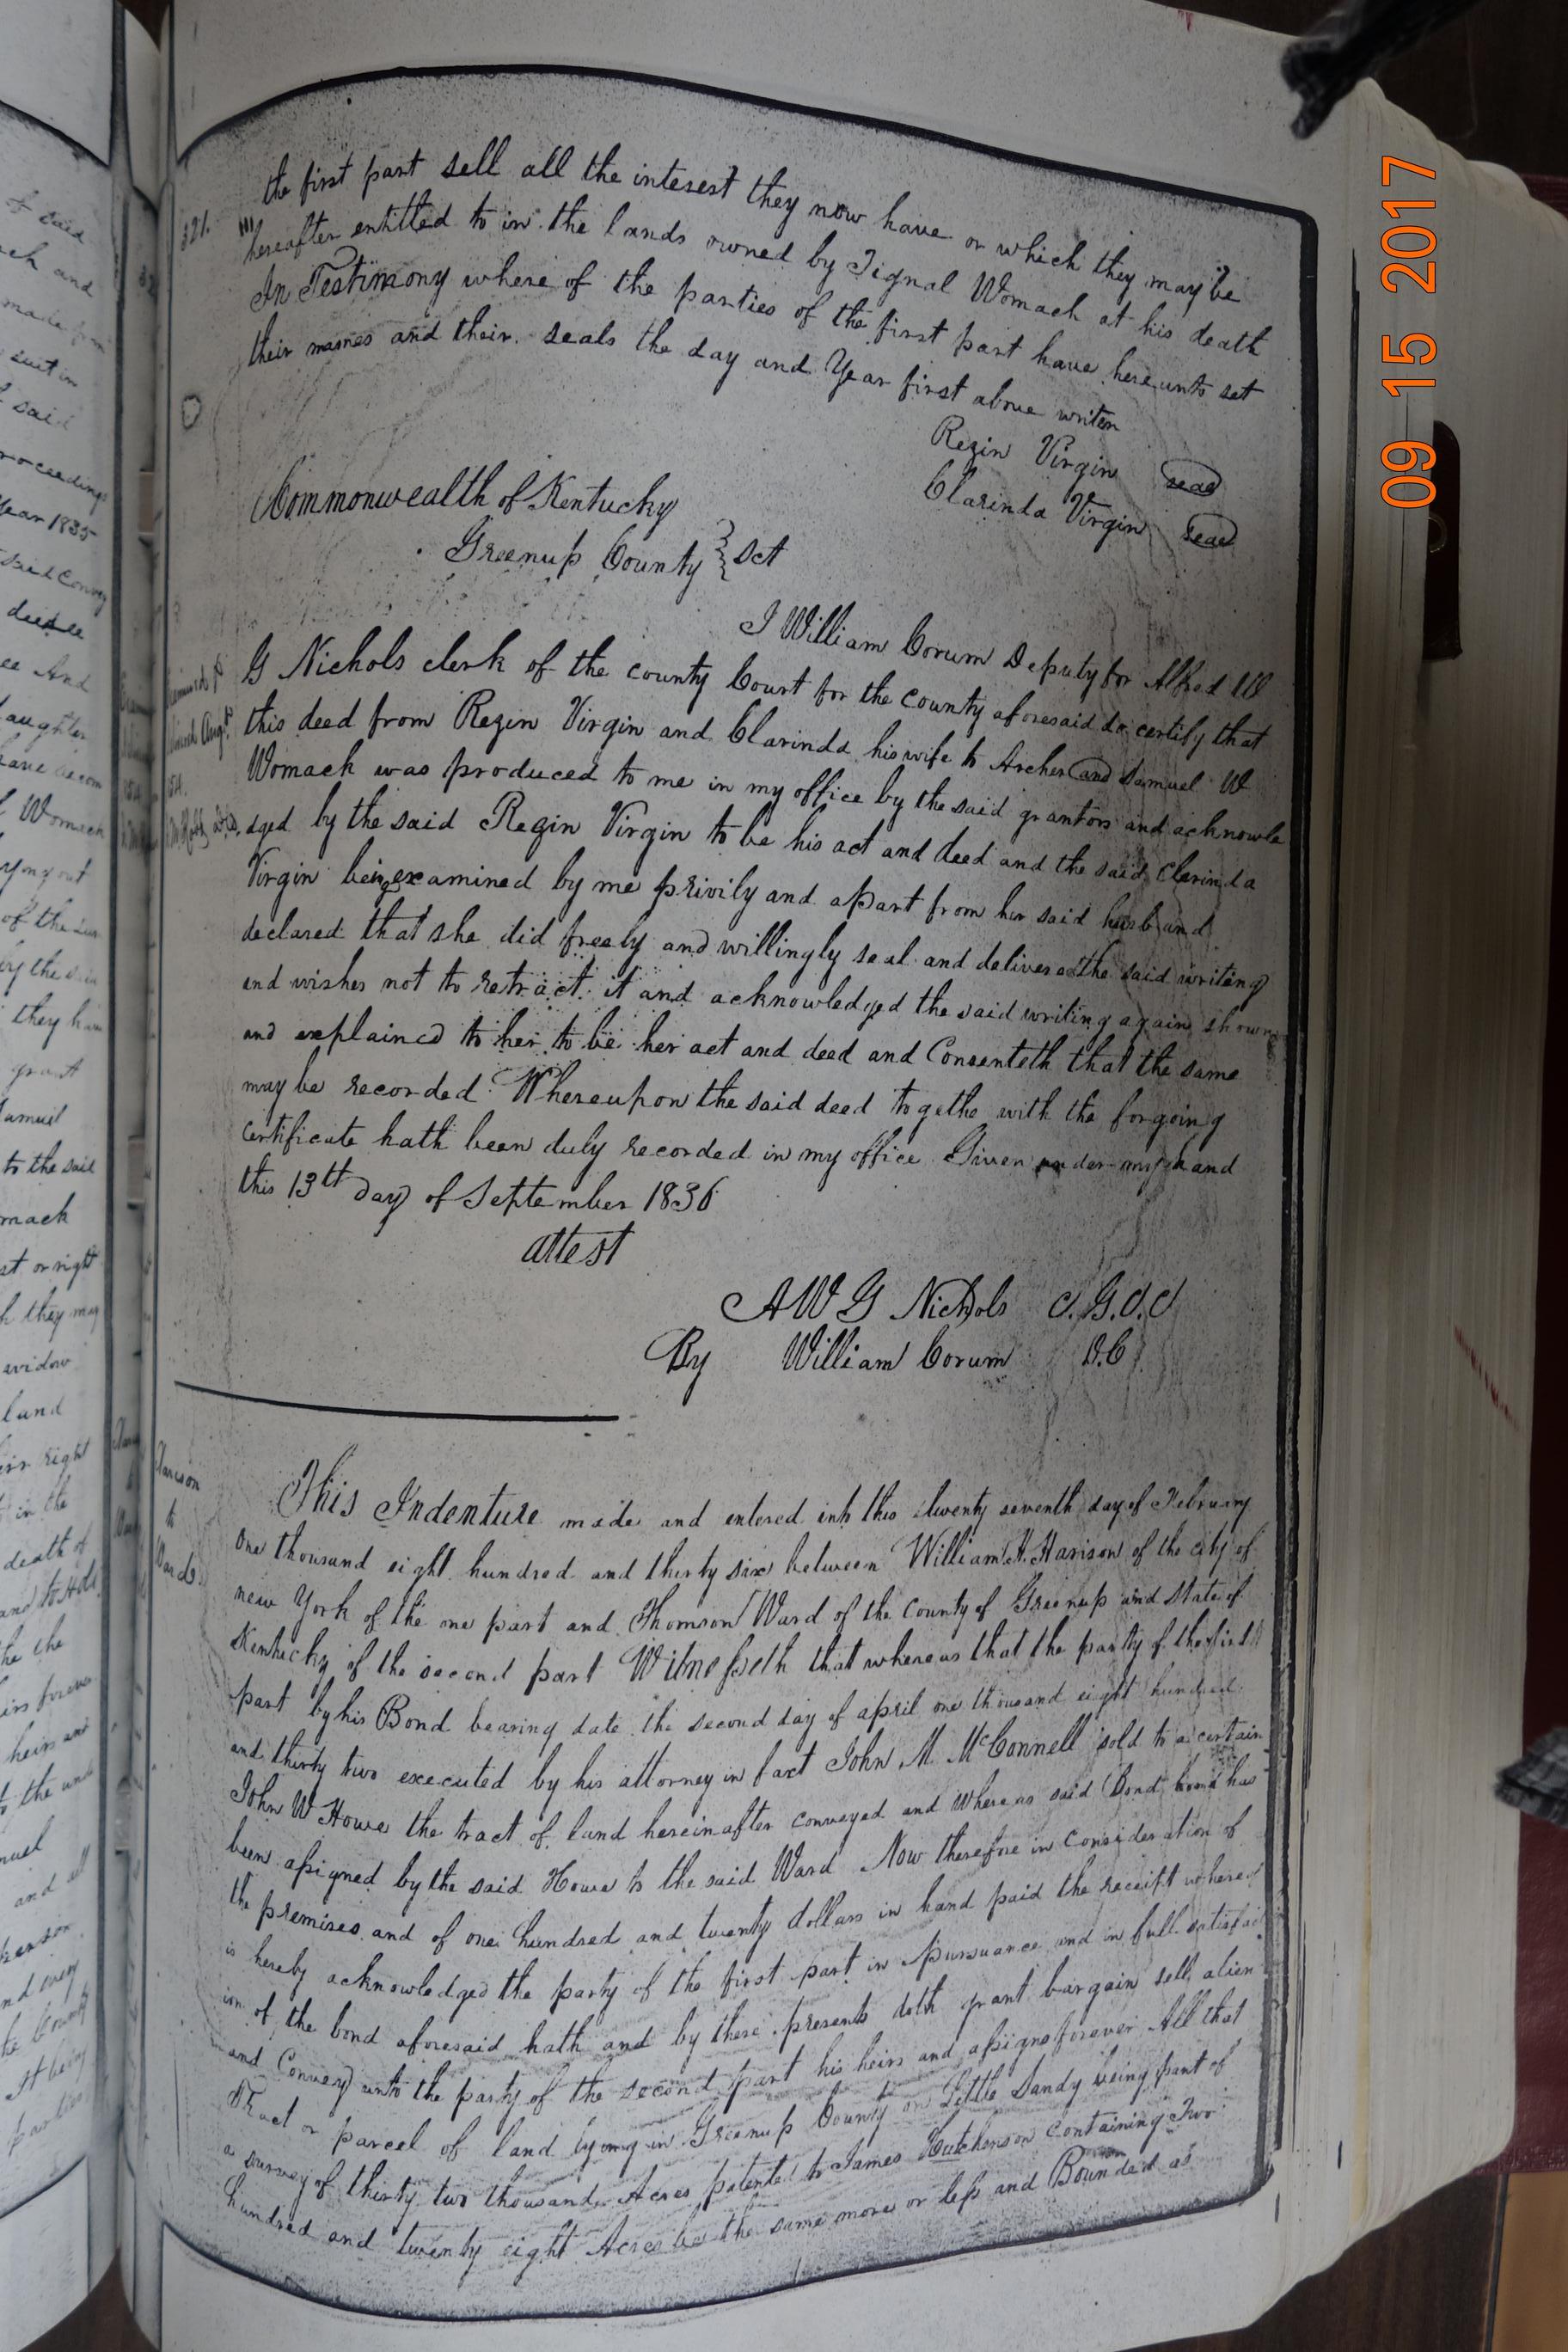 321.
the first part sell all the interest they now have or which they may be
hereafter entitled to in the lands owned by Tignal Womack at his death
In Testimony where of the parties of the first part have hereunto set
their names and their seals the day and Year first above writen
Rezin Virgin seal
Clarinda Virgin seal
Commonwealth of Kentucky
Greenup County } sct
I William Corum Deputy for Alfred W
G Nichols clerk of the county Court for the county aforesaid do certify that
this deed from Rezin Virgin and Clarinda his wife to Archer and Samuel W
Womack was produced to me in my office by the said grantors and acknowle
dged by the said Rezin Virgin to be his act and deed and the said Clarinda
Virgin being examined by me privily and apart from her said husband
declared that she did freely and willingly seal and delivered the said writing
and wishes not to retract it and acknowledged the said writing again shown
and explained to her to be her act and deed and Consenteth that the same
may be recorded Whereupon the said deed togethe with the forgoing
certificate hath been duly recorded in my office Given under my hand
this 13th day of September 1836
attest
A W G Nichols C.G.C.C
By William Corum D.C
Harison
to
Ward
This Indenture made and entered into this twenty seventh day of February
One thousand eight hundred and thirty six between William H. Harison of the city of
new York of the one part and Thomson Ward of the County of Greenup and State of
Kentucky of the second part Witnesseth that whereas that the party of the first
part by his Bond bearing date the second day of april one thousand eight hundred
and thirty two executed by his attorney in fact John M. McConnell sold to a certain
John W Howe the tract of land hereinafter conveyed and whereas said Bond has
been assigned by the said Howe to the said Ward Now therefore in Consideration of
the premises and of one hundred and twenty dollars in hand paid the receipt whereof
is hereby acknowledged the party of the first part in pursuance and in full satisfact
ion of the bond aforesaid hath and by these presents doth grant bargain sell alien
and Convey unto the party of the second part his heirs and assigns forever All that
Tract or parcel of land lyong in Greenup County on Little Sandy being part of
a survey of thirty two thousand Acres patented to James Hutchenson Containing Two
hundred and twenty eight Acres be the same more or less and Bounded as
09 15 2017